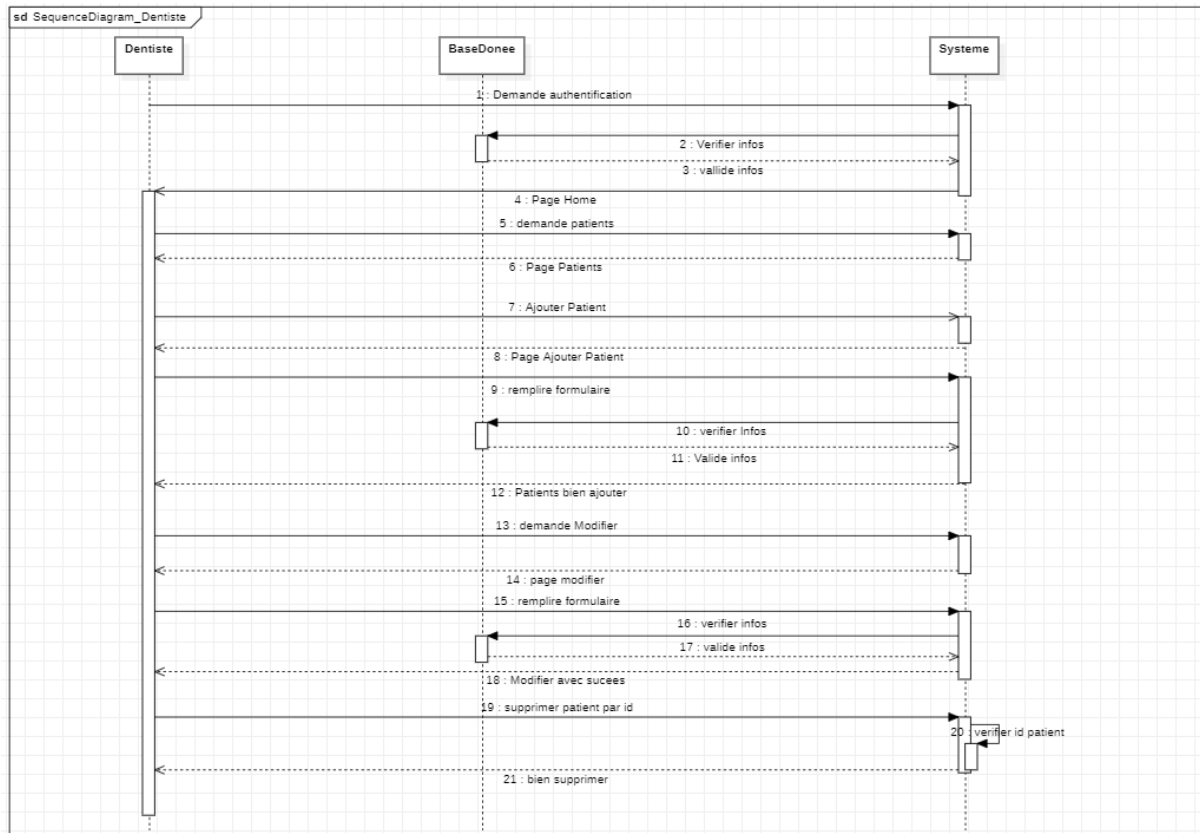 sd SequenceDiagram_Dentiste
Dentiste
BaseDonee
Systeme
1 : Demande authentification
2 : Verifier infos
3 : vallide infos
4 : Page Home
5 : demande patients
6 : Page Patients
7 : Ajouter Patient
8 : Page Ajouter Patient
9 : remplire formulaire
10 : verifier Infos
11 : Valide infos
12 : Patients bien ajouter
13 : demande Modifier
14 : page modifier
15 : remplire formulaire
16 : verifier infos
17 : valide infos
18 : Modifier avec sucees
19 : supprimer patient par id
20 : verifier id patient
21 : bien supprimer